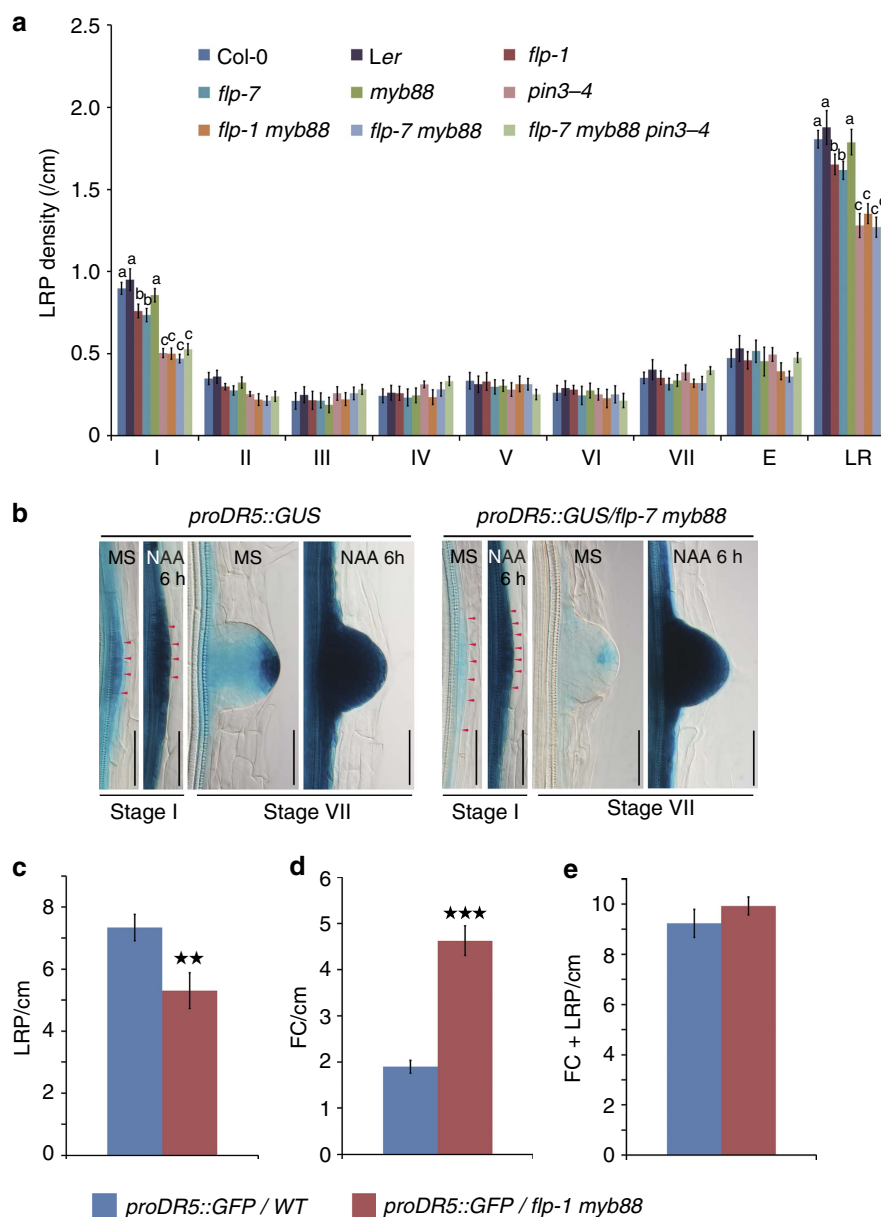 a
LRP density (/cm)
2.5
2.0
1.5
1.0
0.5
0
Col-0 Ler flp-1
flp-7 myb88 pin3–4
flp-1 myb88 flp-7 myb88 flp-7 myb88 pin3–4
a a b b a c c c c
a a b b a c c c
I II III IV V VI VII E LR
b
proDR5::GUS proDR5::GUS/flp-7 myb88
MS NAA 6 h MS NAA 6h MS NAA 6 h MS NAA 6 h
Stage I Stage VII Stage I Stage VII
c
LRP/cm
8
6
4
2
0
★★
d
FC/cm
6
5
4
3
2
1
0
★★★
e
FC + LRP/cm
10
8
6
4
2
0
proDR5::GFP / WT proDR5::GFP / flp-1 myb88